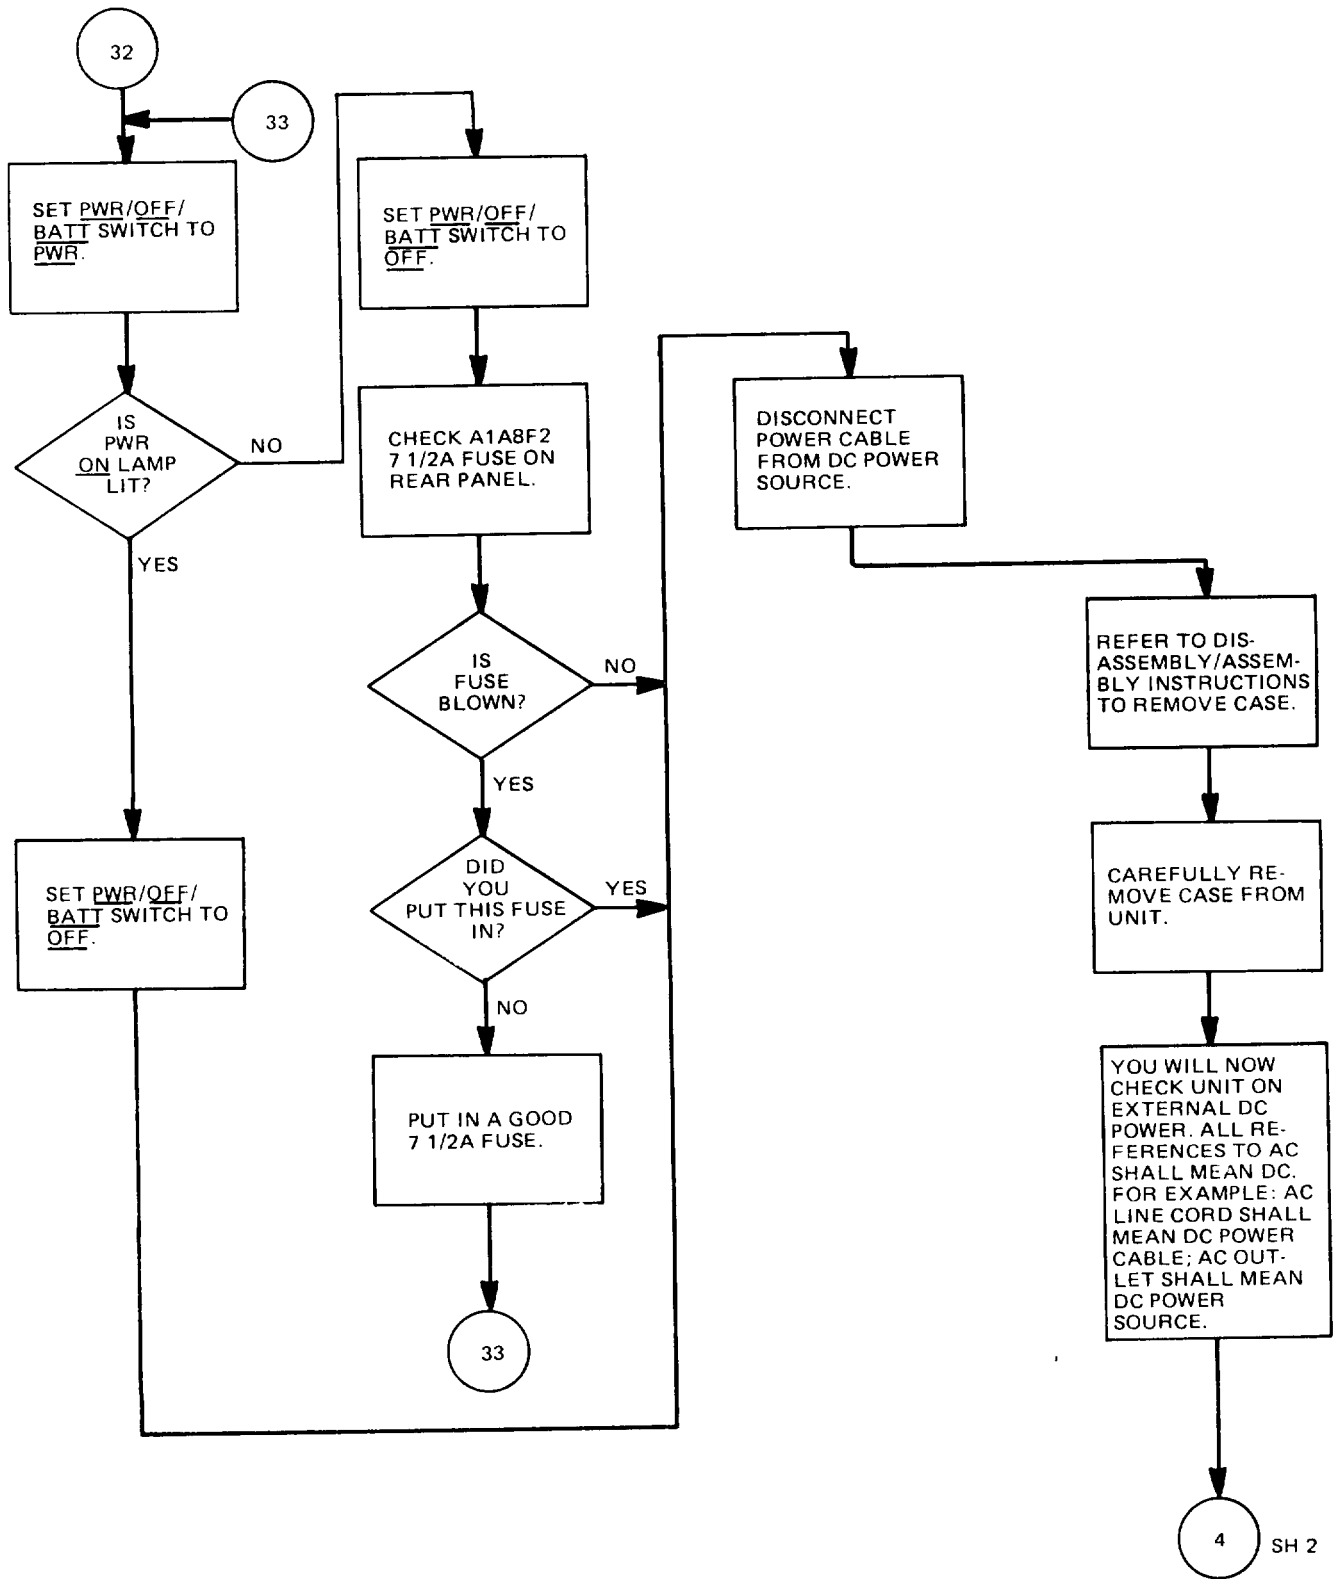 32
33
SET PWR/OFF/
BATT SWITCH TO
PWR.
IS
PWR
ON LAMP
LIT?
NO
YES
SET PWR/OFF/
BATT SWITCH TO
OFF.
SET PWR/OFF/
BATT SWITCH TO
OFF.
CHECK A1A8F2
7 1/2A FUSE ON
REAR PANEL.
IS
FUSE
BLOWN?
NO
YES
DID
YOU
PUT THIS FUSE
IN?
YES
NO
PUT IN A GOOD
7 1/2A FUSE.
33
DISCONNECT
POWER CABLE
FROM DC POWER
SOURCE.
REFER TO DIS-
ASSEMBLY/ASSEM-
BLY INSTRUCTIONS
TO REMOVE CASE.
CAREFULLY RE-
MOVE CASE FROM
UNIT.
YOU WILL NOW
CHECK UNIT ON
EXTERNAL DC
POWER. ALL RE-
FERENCES TO AC
SHALL MEAN DC.
FOR EXAMPLE: AC
LINE CORD SHALL
MEAN DC POWER
CABLE; AC OUT-
LET SHALL MEAN
DC POWER
SOURCE.
4
SH 2